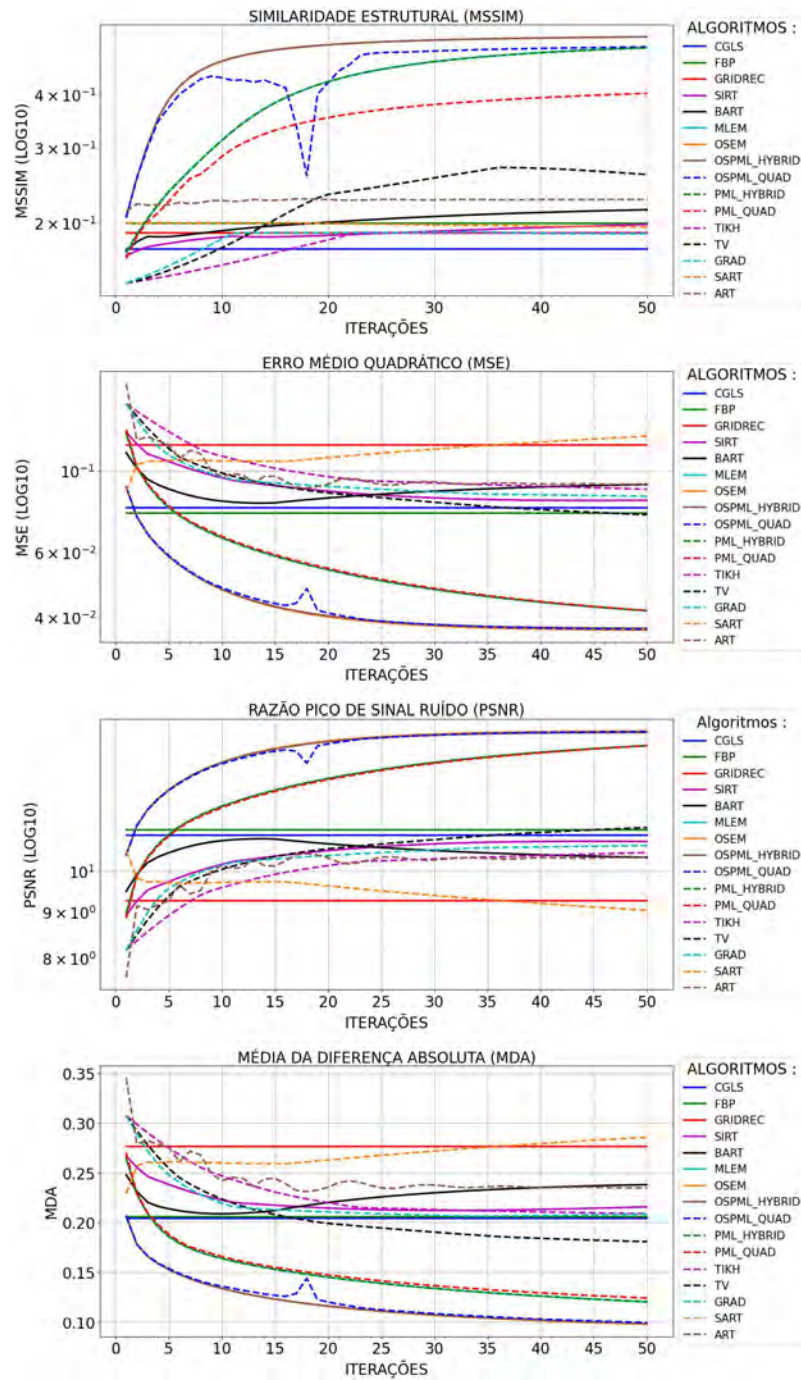 SIMILARIDADE ESTRUTURAL (MSSIM)
MSSIM (LOG10)
4 × 10⁻¹
3 × 10⁻¹
2 × 10⁻¹
0 5 10 15 20 25 30 35 40 45 50
ITERAÇÕES
ALGORITMOS :
CGLS
FBP
GRIDREC
SIRT
BART
MLEM
OSEM
OSPML_HYBRID
OSPML_QUAD
PML_HYBRID
PML_QUAD
TIKH
TV
GRAD
SART
ART
ERRO MÉDIO QUADRÁTICO (MSE)
MSE (LOG10)
10⁻¹
6 × 10⁻²
4 × 10⁻²
0 5 10 15 20 25 30 35 40 45 50
ITERAÇÕES
ALGORITMOS :
CGLS
FBP
GRIDREC
SIRT
BART
MLEM
OSEM
OSPML_HYBRID
OSPML_QUAD
PML_HYBRID
PML_QUAD
TIKH
TV
GRAD
SART
ART
RAZÃO PICO DE SINAL RUÍDO (PSNR)
PSNR (LOG10)
10¹
9 × 10⁰
8 × 10⁰
0 5 10 15 20 25 30 35 40 45 50
ITERAÇÕES
Algoritmos :
CGLS
FBP
GRIDREC
SIRT
BART
MLEM
OSEM
OSPML_HYBRID
OSPML_QUAD
PML_HYBRID
PML_QUAD
TIKH
TV
GRAD
SART
ART
MÉDIA DA DIFERENÇA ABSOLUTA (MDA)
MDA
0.35
0.30
0.25
0.20
0.15
0.10
0 5 10 15 20 25 30 35 40 45 50
ITERAÇÕES
ALGORITMOS :
CGLS
FBP
GRIDREC
SIRT
BART
MLEM
OSEM
OSPML_HYBRID
OSPML_QUAD
PML_HYBRID
PML_QUAD
TIKH
TV
GRAD
SART
ART